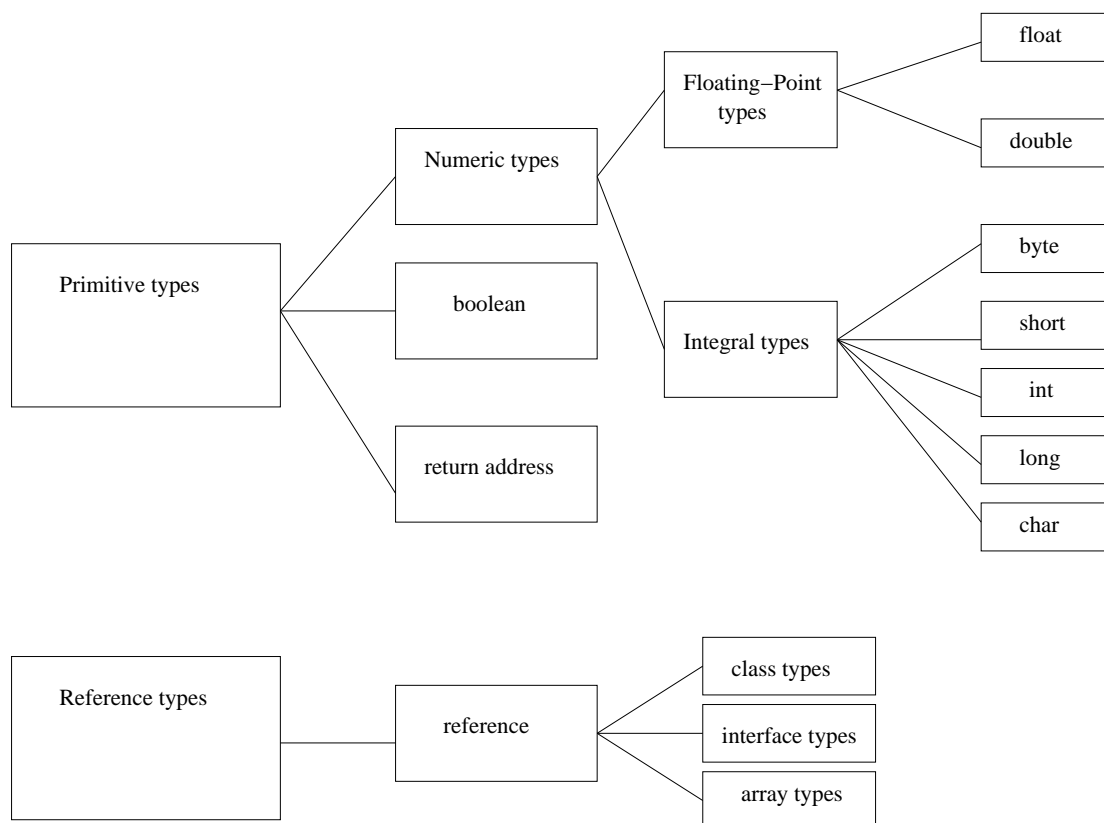 Primitive types
Numeric types
boolean
return address
Floating−Point
types
Integral types
float
double
byte
short
int
long
char
Reference types
reference
class types
interface types
array types